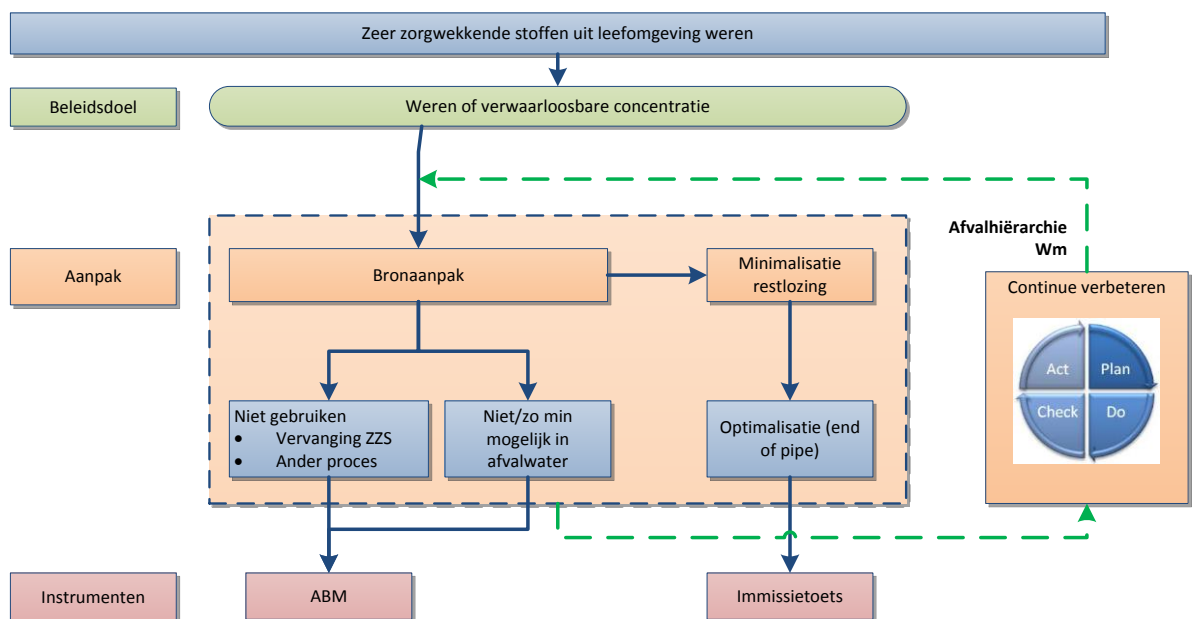 Zeer zorgwekkende stoffen uit leefomgeving weren
Beleidsdoel
Weren of verwaarloosbare concentratie
Afvalhiërarchie
Wm
Aanpak
Bronaanpak
Minimalisatie
restlozing
Continue verbeteren
Act
Plan
Check
Do
Niet gebruiken
• Vervanging ZZS
• Ander proces
Niet/zo min
mogelijk in
afvalwater
Optimalisatie (end
of pipe)
Instrumenten
ABM
Immissietoets